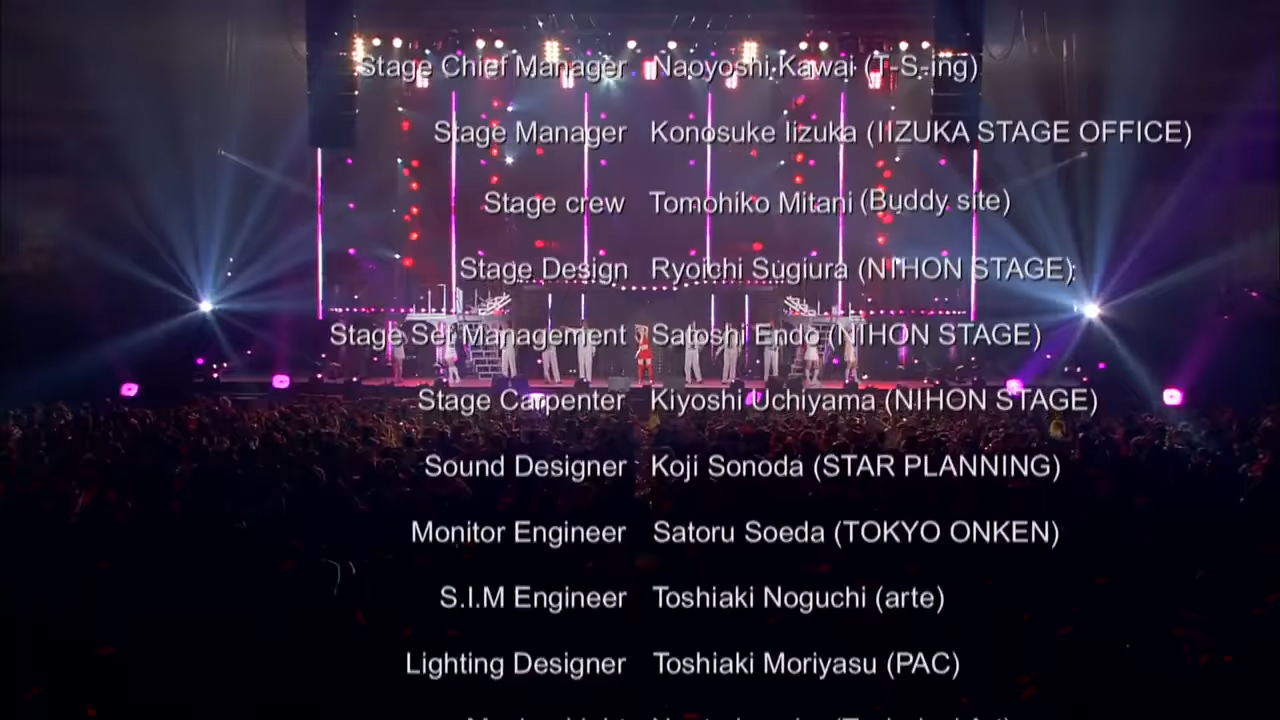 Stage Chief Manager Naoyoshi Kawai (T-S-ing)
Stage Manager Konosuke Iizuka (IIZUKA STAGE OFFICE)
Stage crew Tomohiko Mitani (Buddy site)
Stage Design Ryoichi Sugiura (NIHON STAGE)
Stage Set Management Satoshi Endo (NIHON STAGE)
Stage Carpenter Kiyoshi Uchiyama (NIHON STAGE)
Sound Designer Koji Sonoda (STAR PLANNING)
Monitor Engineer Satoru Soeda (TOKYO ONKEN)
S.I.M Engineer Toshiaki Noguchi (arte)
Lighting Designer Toshiaki Moriyasu (PAC)